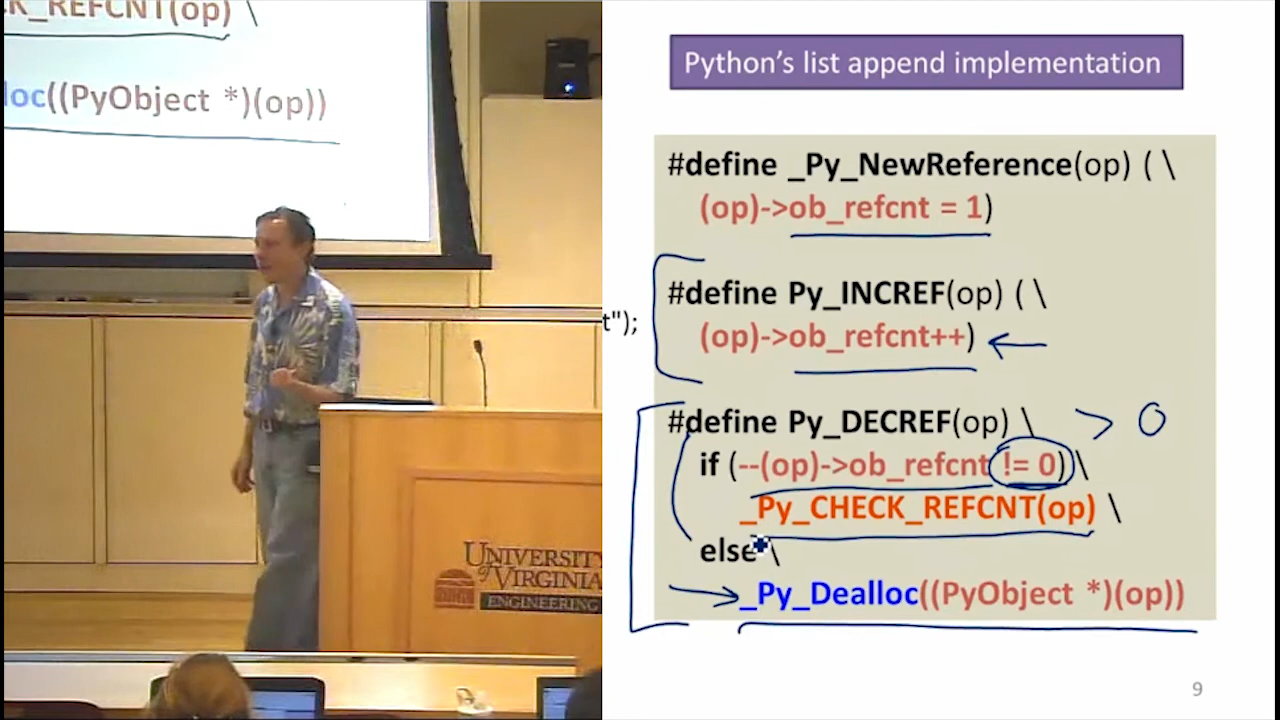 K_REFCNT(op) \
loc((PyObject *)(op))
UNIVERSITY
of VIRGINIA
ENGINEERING
Python's list append implementation
#define _Py_NewReference(op) ( \
(op)->ob_refcnt = 1)
#define Py_INCREF(op) ( \
t");
(op)->ob_refcnt++)
#define Py_DECREF(op) \ > 0
if (--(op)->ob_refcnt != 0) \
_Py_CHECK_REFCNT(op) \
else \
_Py_Dealloc((PyObject *)(op))
9